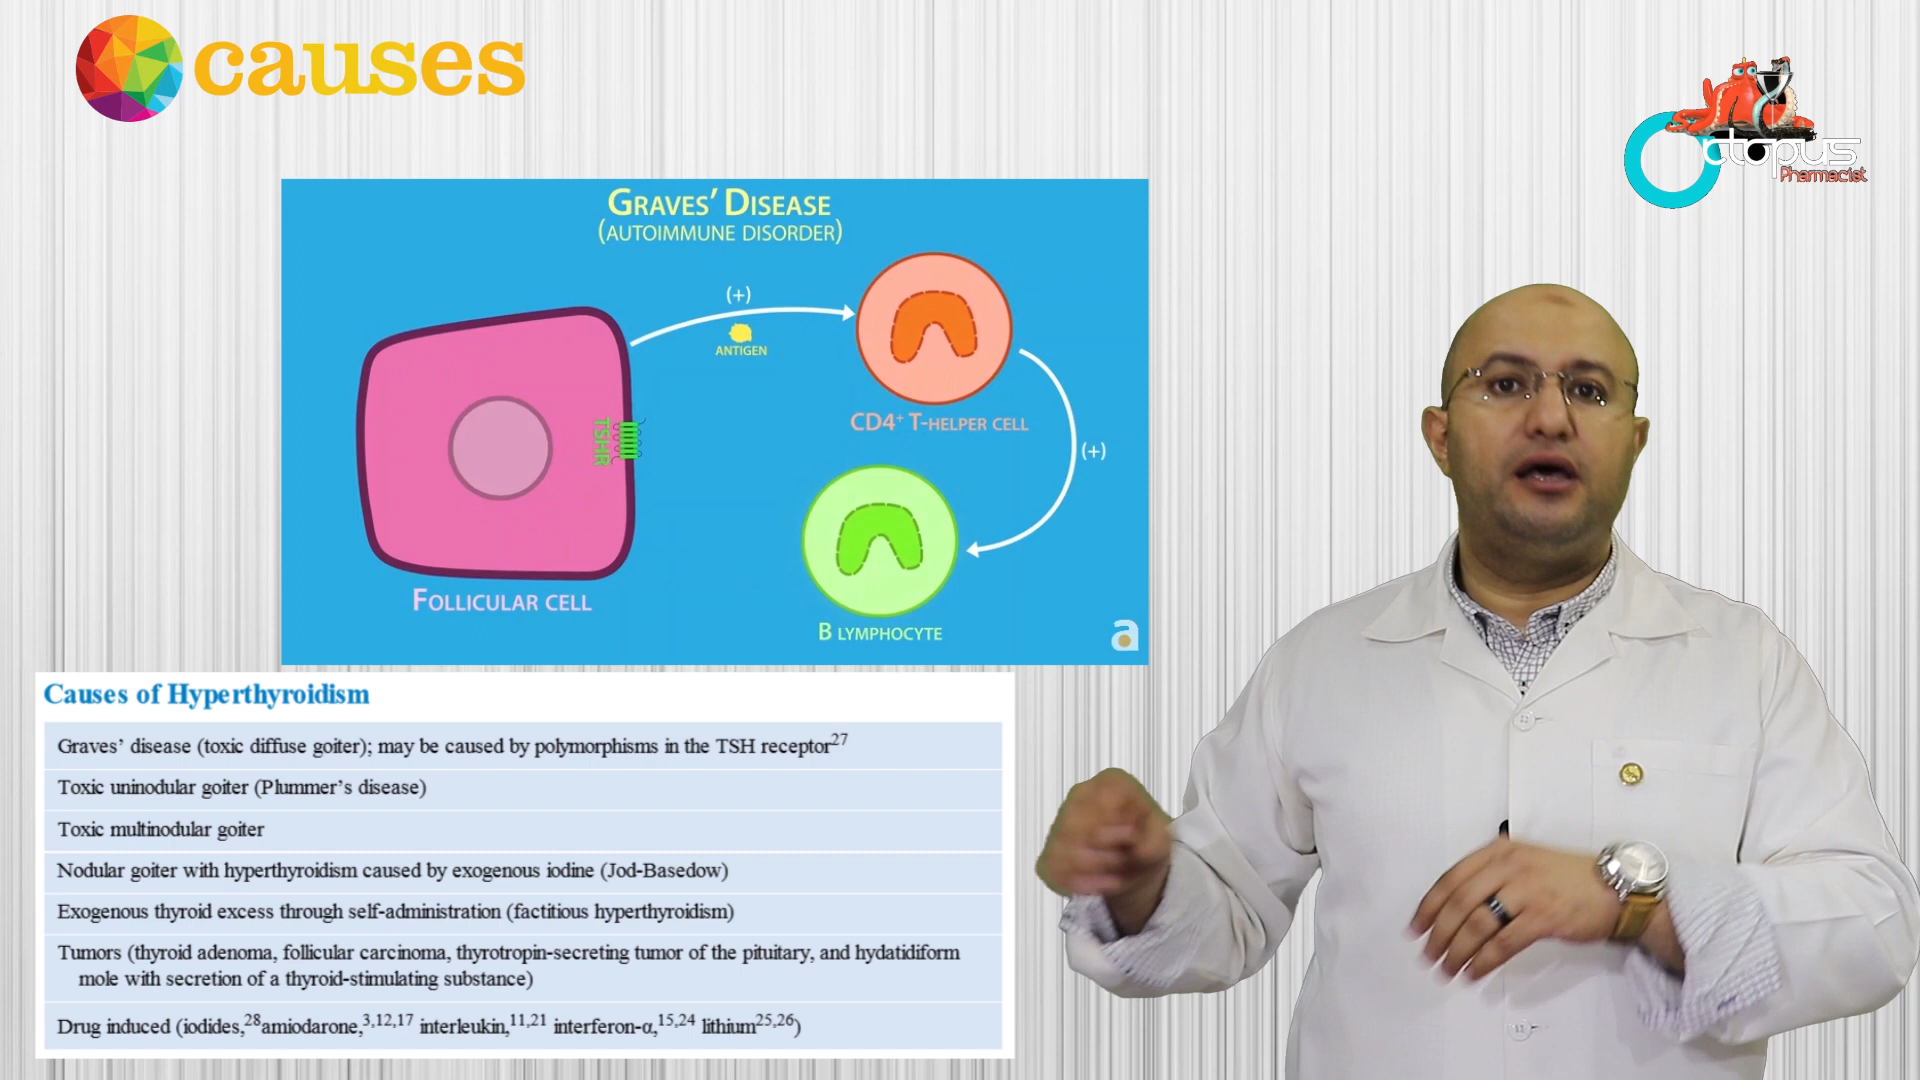 causes
Octopus
Pharmacist
GRAVES' DISEASE
(AUTOIMMUNE DISORDER)
(+)
ANTIGEN
TSHR
CD4⁺ T-HELPER CELL
(+)
FOLLICULAR CELL
B LYMPHOCYTE
a
Causes of Hyperthyroidism
Graves' disease (toxic diffuse goiter); may be caused by polymorphisms in the TSH receptor²⁷
Toxic uninodular goiter (Plummer's disease)
Toxic multinodular goiter
Nodular goiter with hyperthyroidism caused by exogenous iodine (Jod-Basedow)
Exogenous thyroid excess through self-administration (factitious hyperthyroidism)
Tumors (thyroid adenoma, follicular carcinoma, thyrotropin-secreting tumor of the pituitary, and hydatidiform
mole with secretion of a thyroid-stimulating substance)
Drug induced (iodides,²⁸amiodarone,³,¹²,¹⁷ interleukin,¹¹,²¹ interferon-α,¹⁵,²⁴ lithium²⁵,²⁶)